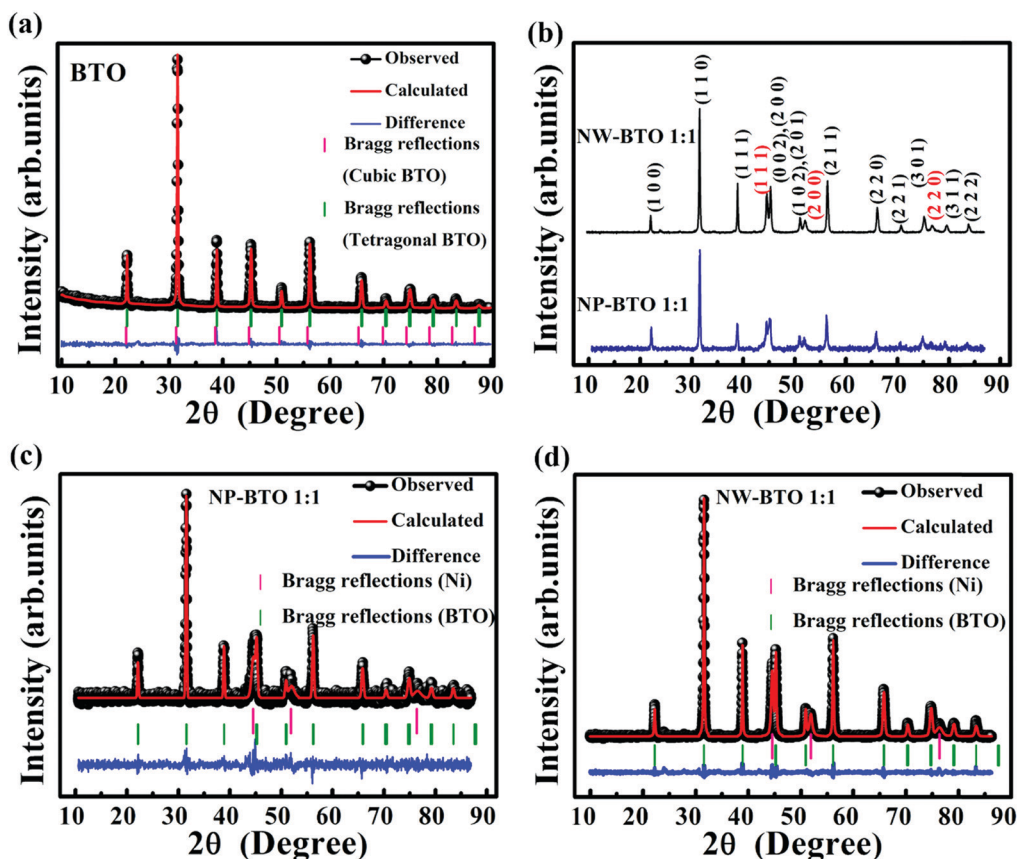 (a)
BTO
Observed
Calculated
Difference
Bragg reflections
(Cubic BTO)
Bragg reflections
(Tetragonal BTO)
Intensity (arb.units)
10 20 30 40 50 60 70 80 90
2θ (Degree)
(b)
NW-BTO 1:1
(1 0 0)
(1 1 0)
(1 1 1)
(1 1 1)
(0 0 2),(2 0 0)
(1 0 2),(2 0 1)
(2 0 0)
(2 1 1)
(2 2 0)
(2 2 1)
(3 0 1)
(2 2 0)
(3 1 1)
(2 2 2)
NP-BTO 1:1
Intensity (arb.units)
10 20 30 40 50 60 70 80 90
2θ (Degree)
(c)
NP-BTO 1:1
Observed
Calculated
Difference
Bragg reflections (Ni)
Bragg reflections (BTO)
Intensity (arb.units)
10 20 30 40 50 60 70 80 90
2θ (Degree)
(d)
NW-BTO 1:1
Observed
Calculated
Difference
Bragg reflections (Ni)
Bragg reflections (BTO)
Intensity (arb.units)
10 20 30 40 50 60 70 80 90
2θ (Degree)